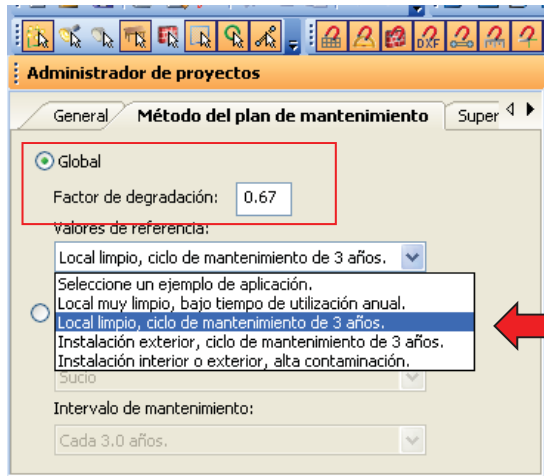 DXF
Administrador de proyectos
General
Método del plan de mantenimiento
Super
Global
Factor de degradación:
0.67
Valores de referencia:
Local limpio, ciclo de mantenimiento de 3 años.
Seleccione un ejemplo de aplicación.
Local muy limpio, bajo tiempo de utilización anual.
Local limpio, ciclo de mantenimiento de 3 años.
Instalación exterior, ciclo de mantenimiento de 3 años.
Instalación interior o exterior, alta contaminación.
Sucio
Intervalo de mantenimiento:
Cada 3.0 años.